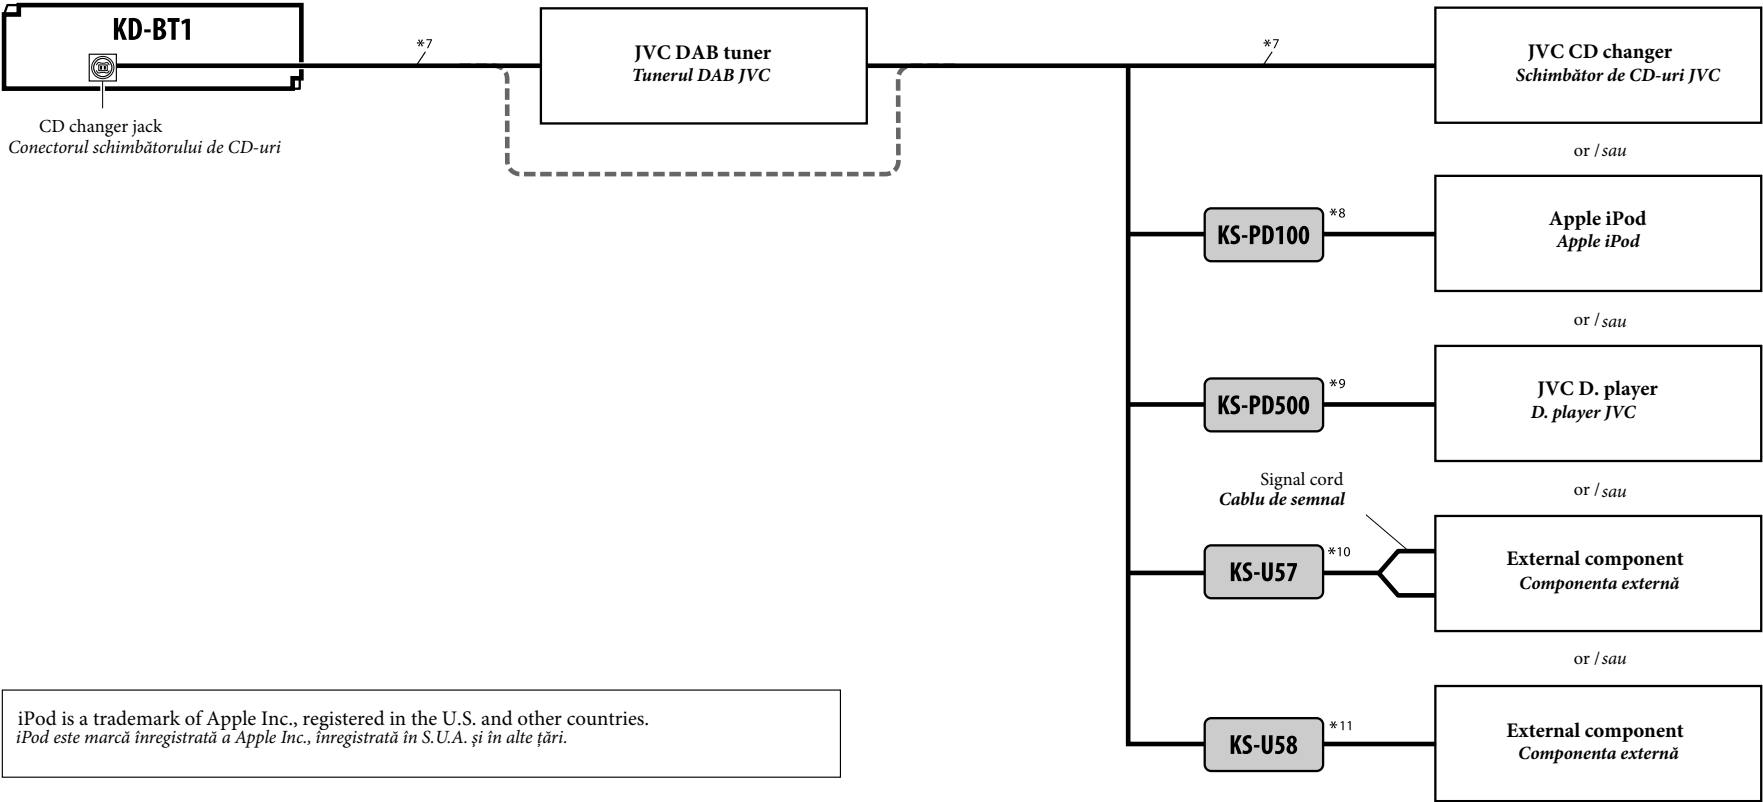 KD-BT1
*7
JVC DAB tuner
Tunerul DAB JVC
*7
JVC CD changer
Schimbător de CD-uri JVC
CD changer jack
Conectorul schimbătorului de CD-uri
or / sau
KS-PD100
*8
Apple iPod
Apple iPod
or / sau
KS-PD500
*9
JVC D. player
D. player JVC
Signal cord
Cablu de semnal
or / sau
KS-U57
*10
External component
Componenta externă
or / sau
KS-U58
*11
External component
Componenta externă
iPod is a trademark of Apple Inc., registered in the U.S. and other countries.
iPod este marcă înregistrată a Apple Inc., înregistrată în S.U.A. și în alte țări.